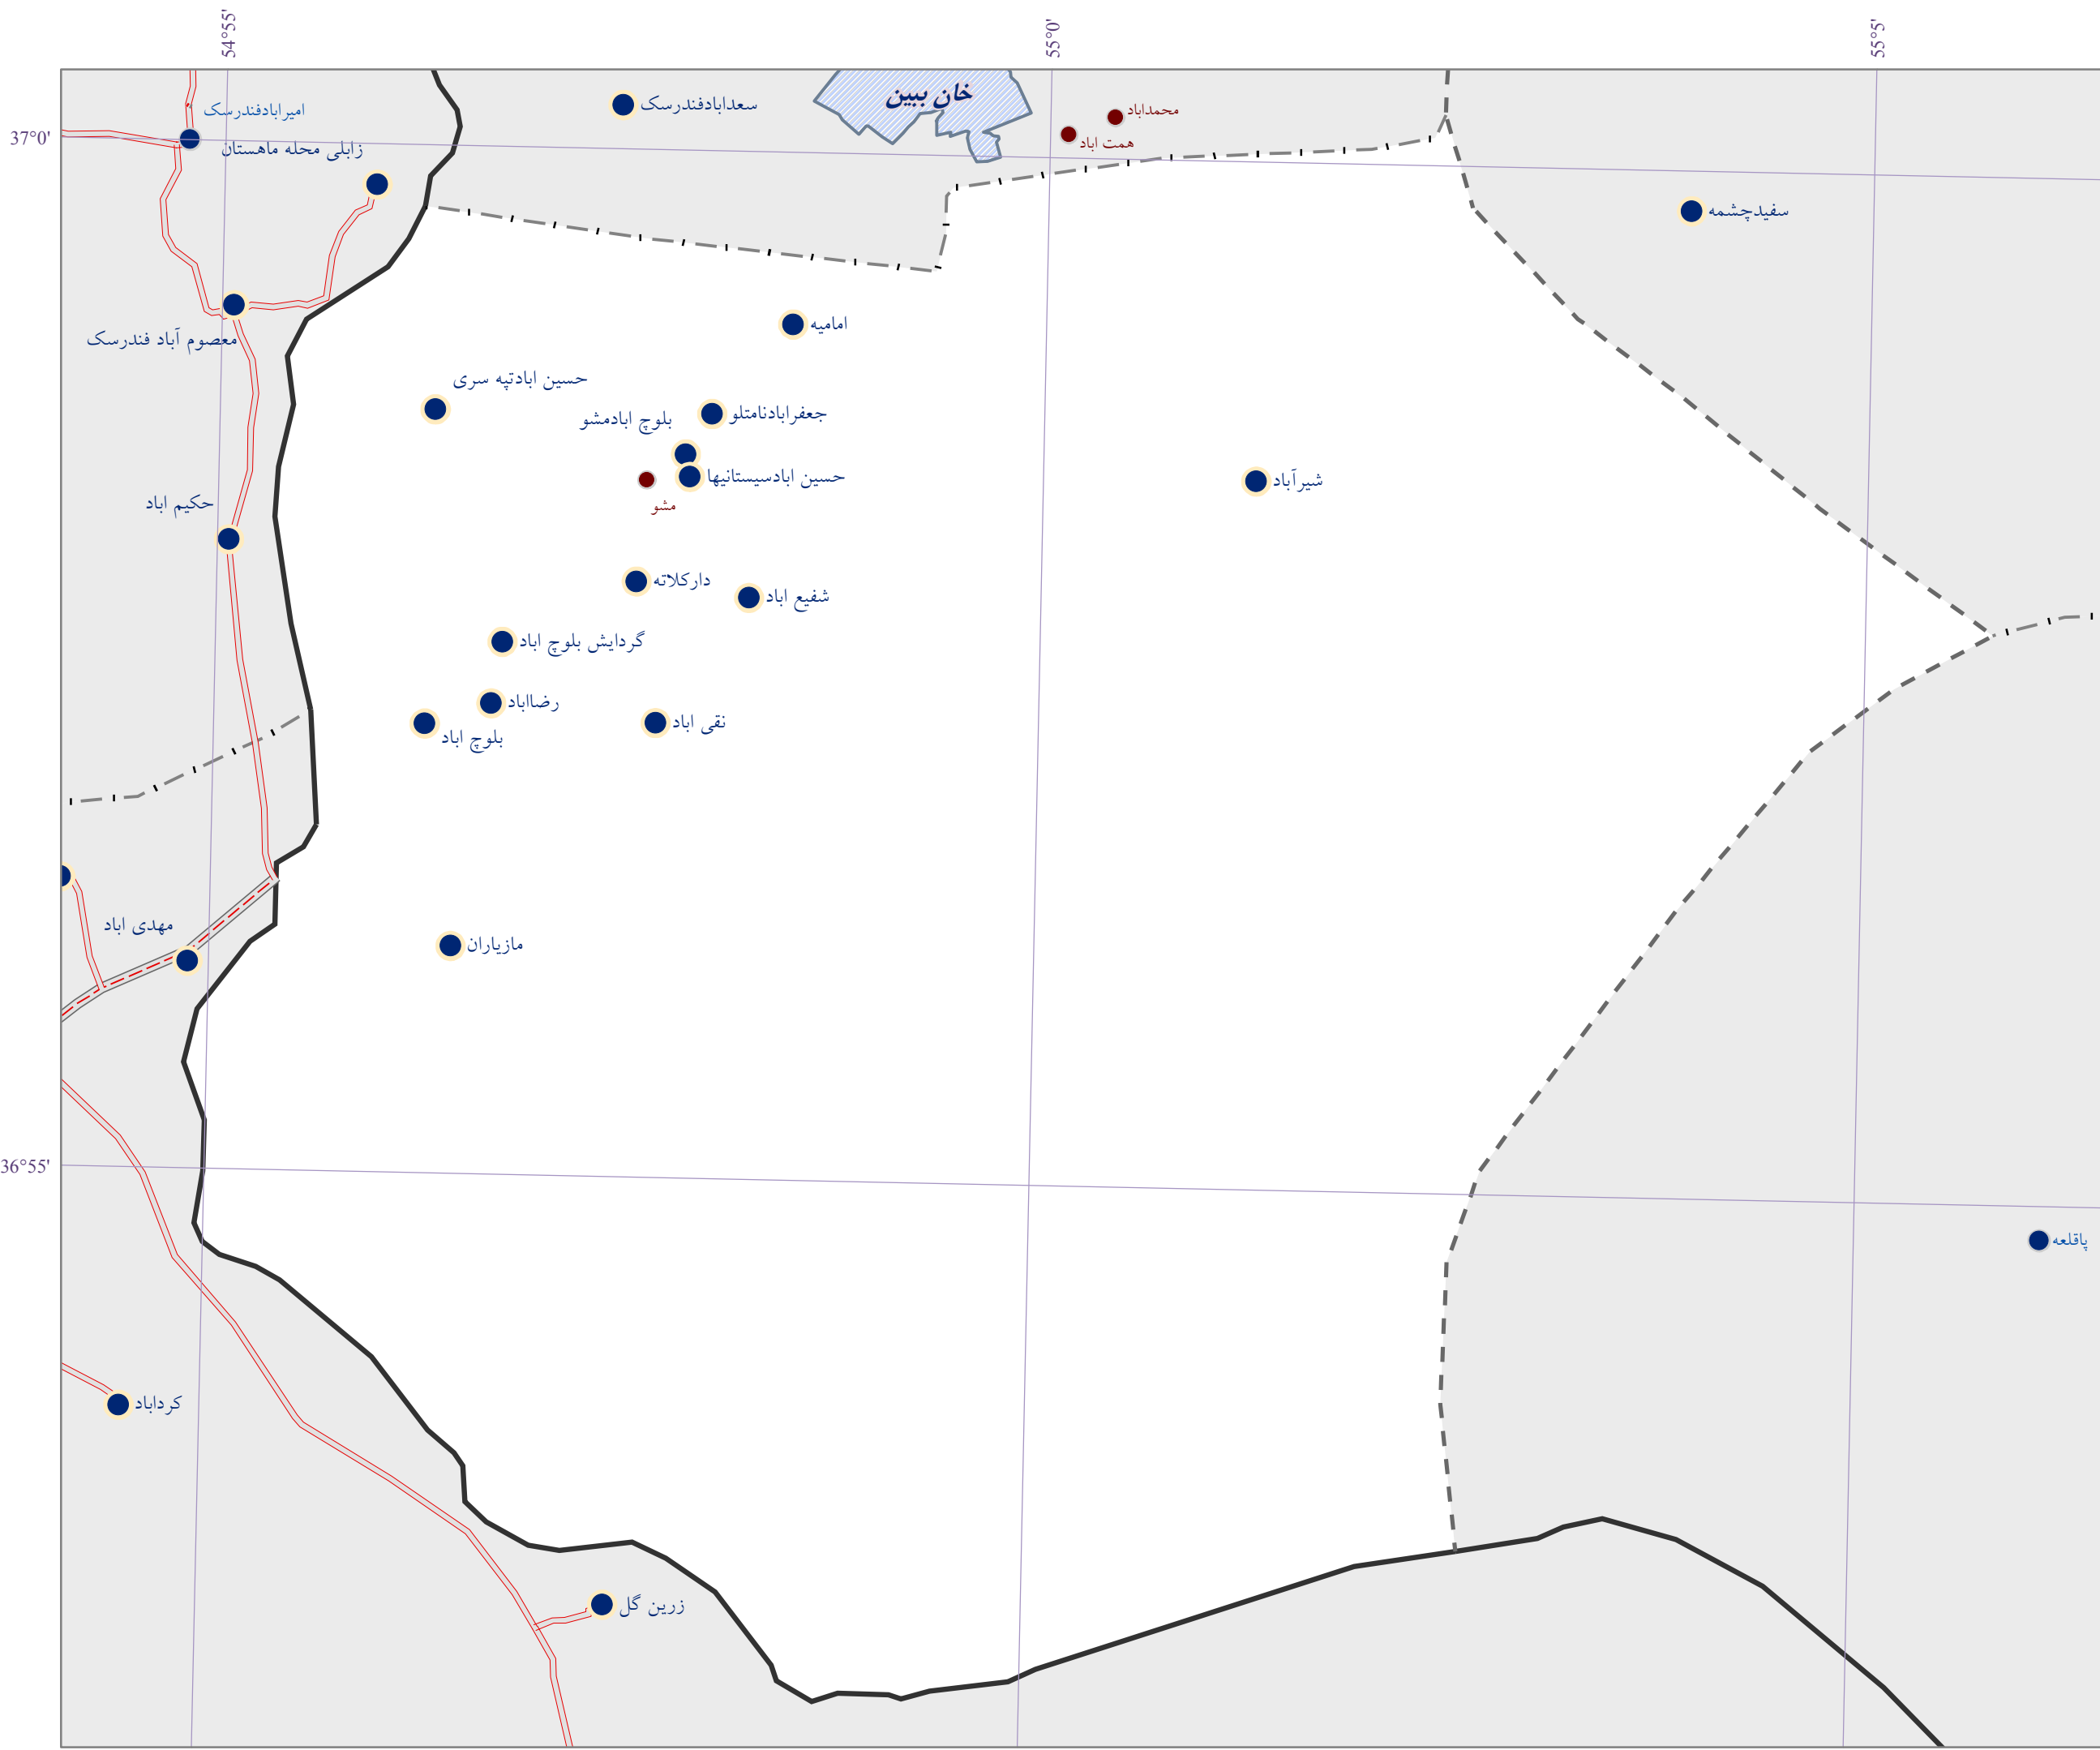 54°55'
55°0'
55°5'
37°0'
36°55'
امیرابادفندرسک
زابلی محله ماهستان
سعدابادفندرسک
خان ببین
محمداباد
همت اباد
سفیدچشمه
معصوم آباد فندرسک
امامیه
حسین ابادتپه سری
جعفرابادنامتلو
بلوچ ابادمشو
حسین ابادسیستانیها
مشو
شیرآباد
حکیم اباد
دارکلاته
شفیع اباد
گردایش بلوچ اباد
رضااباد
بلوچ اباد
نقی اباد
مهدی اباد
مازیاران
پاقلعه
کرداباد
زرین گل